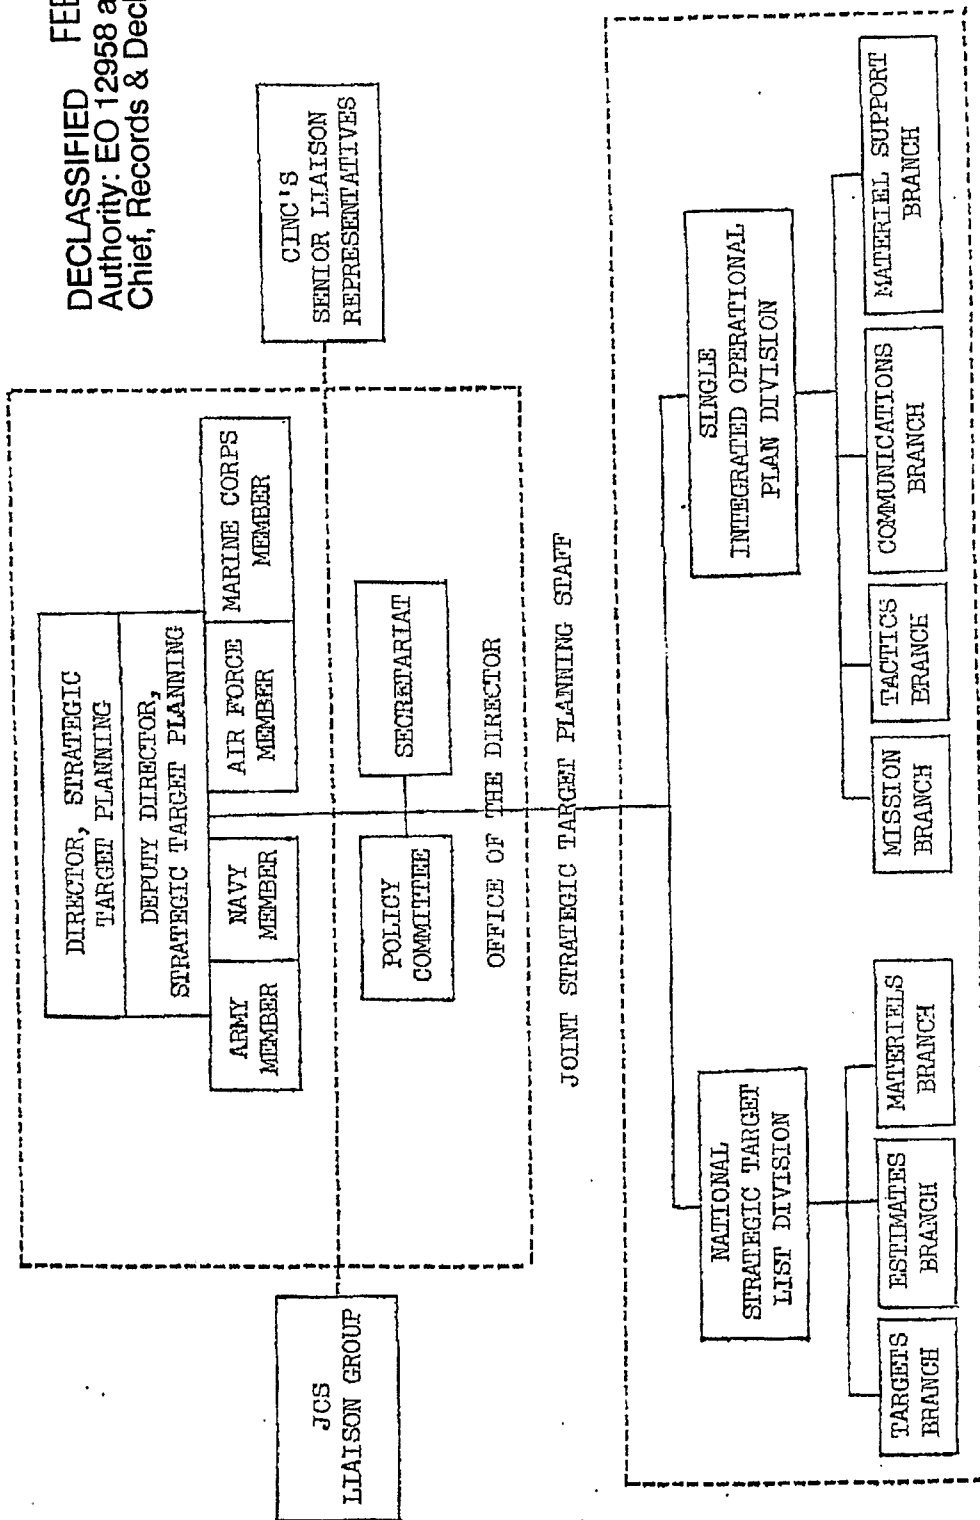 DECLASSIFIED FEB
Authority: EO 12958 a
Chief, Records & Decl
DIRECTOR, STRATEGIC
TARGET PLANNING
DEPUTY DIRECTOR,
STRATEGIC TARGET PLANNING
ARMY
MEMBER
NAVY
MEMBER
AIR FORCE
MEMBER
MARINE CORPS
MEMBER
JCS
LIAISON GROUP
CINC'S
SENIOR LIAISON
REPRESENTATIVES
POLICY
COMMITTEE
SECRETARIAT
OFFICE OF THE DIRECTOR
JOINT STRATEGIC TARGET PLANNING STAFF
NATIONAL
STRATEGIC TARGET
LIST DIVISION
SINGLE
INTEGRATED OPERATIONAL
PLAN DIVISION
TARGETS
BRANCH
ESTIMATES
BRANCH
MATERIELS
BRANCH
MISSION
BRANCH
TACTICS
BRANCH
COMMUNICATIONS
BRANCH
MATERIEL SUPPORT
BRANCH